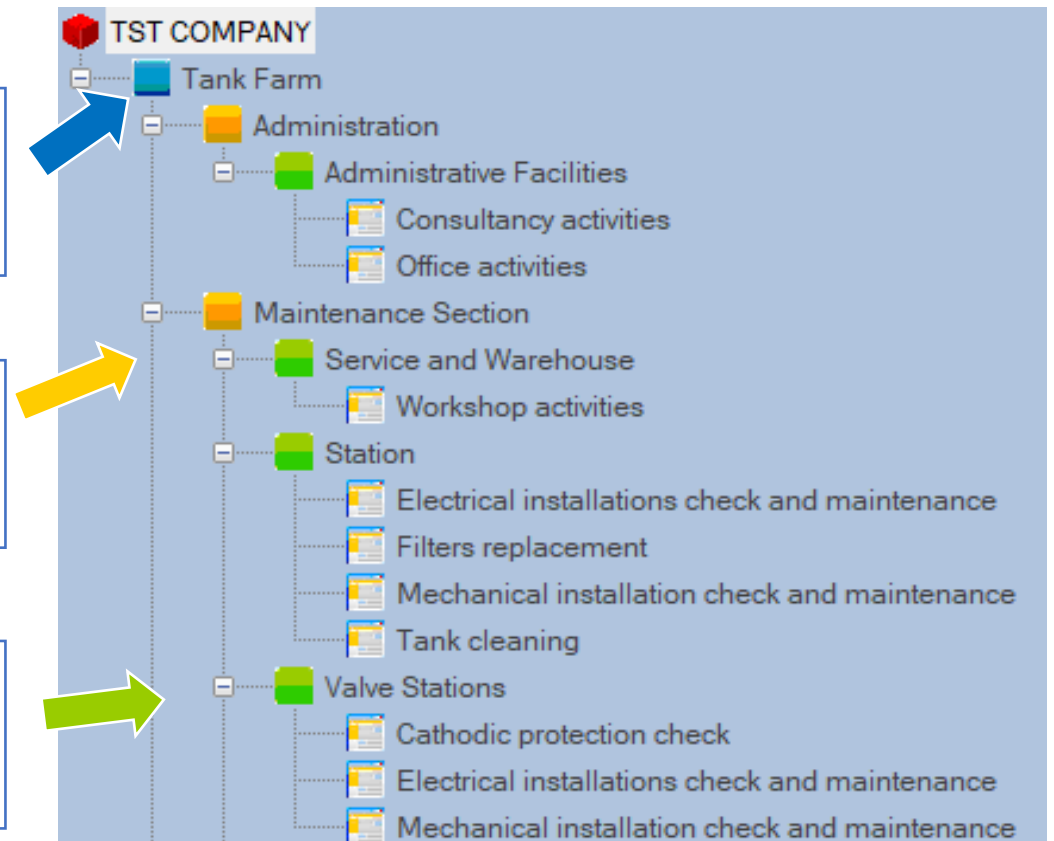 TST COMPANY
Tank Farm
Administration
Administrative Facilities
Consultancy activities
Office activities
Maintenance Section
Service and Warehouse
Workshop activities
Station
Electrical installations check and maintenance
Filters replacement
Mechanical installation check and maintenance
Tank cleaning
Valve Stations
Cathodic protection check
Electrical installations check and maintenance
Mechanical installation check and maintenance